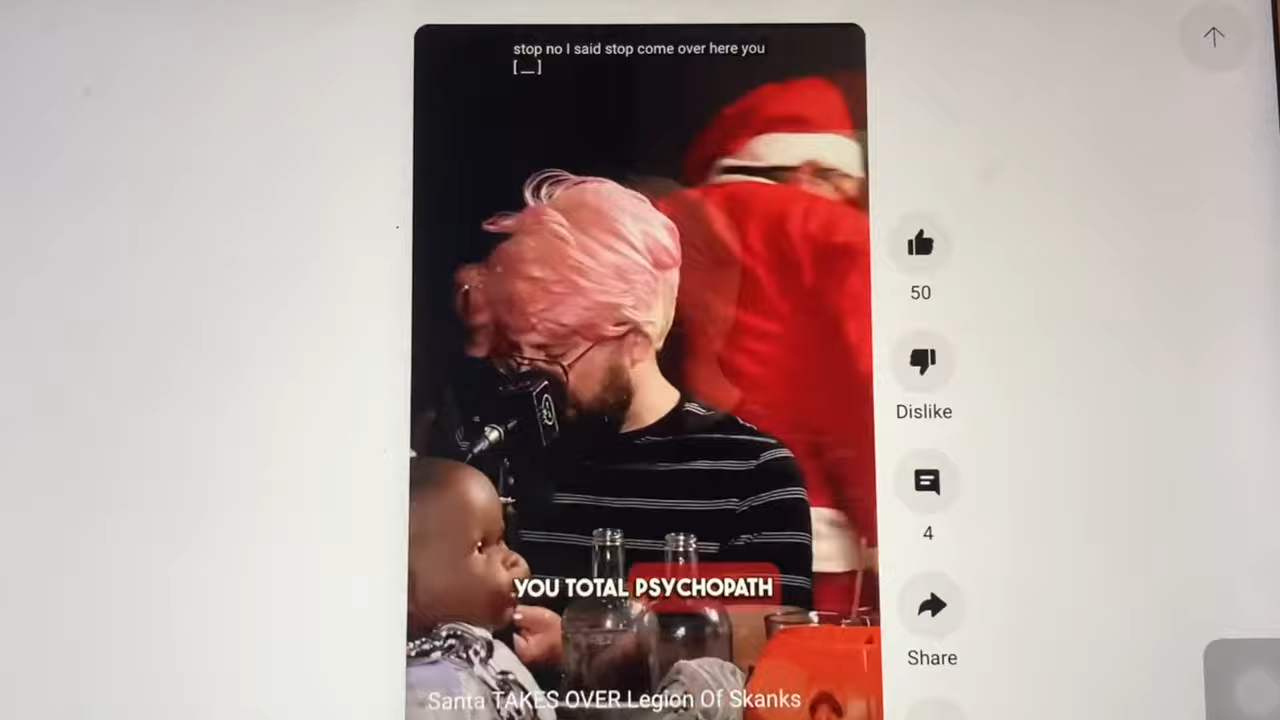 stop no I said stop come over here you
[ __ ]
50
Dislike
4
YOU TOTAL PSYCHOPATH
Share
Santa TAKES OVER Legion Of Skanks